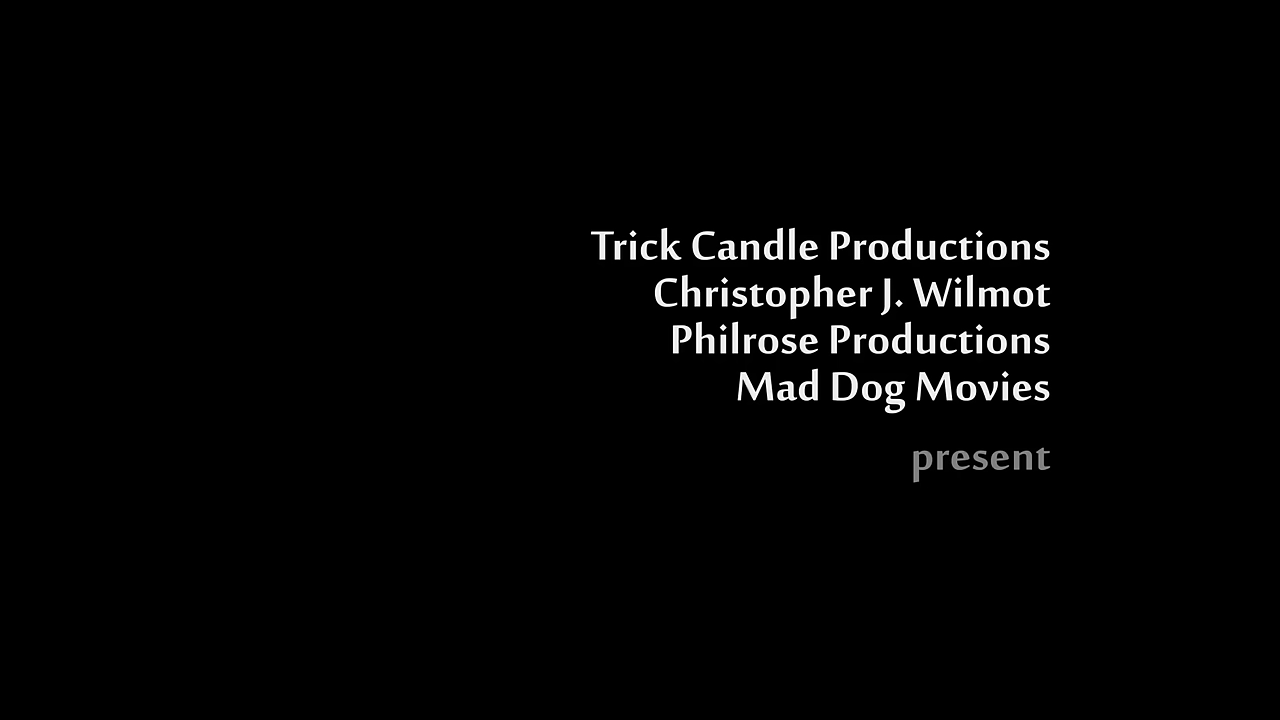 Trick Candle Productions
Christopher J. Wilmot
Philrose Productions
Mad Dog Movies
present